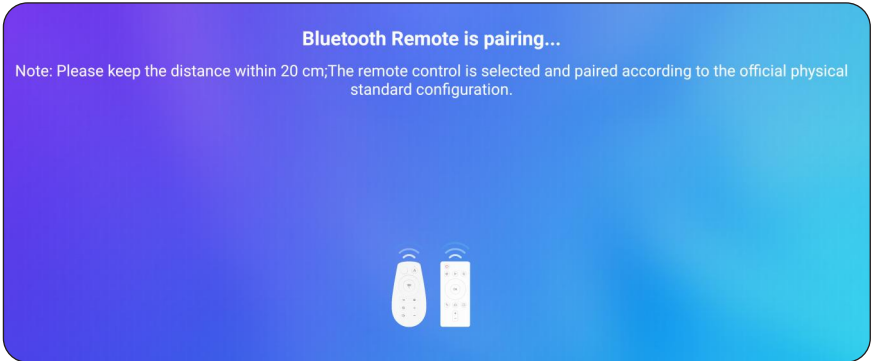 Bluetooth Remote is pairing...
Note: Please keep the distance within 20 cm;The remote control is selected and paired according to the official physical
standard configuration.